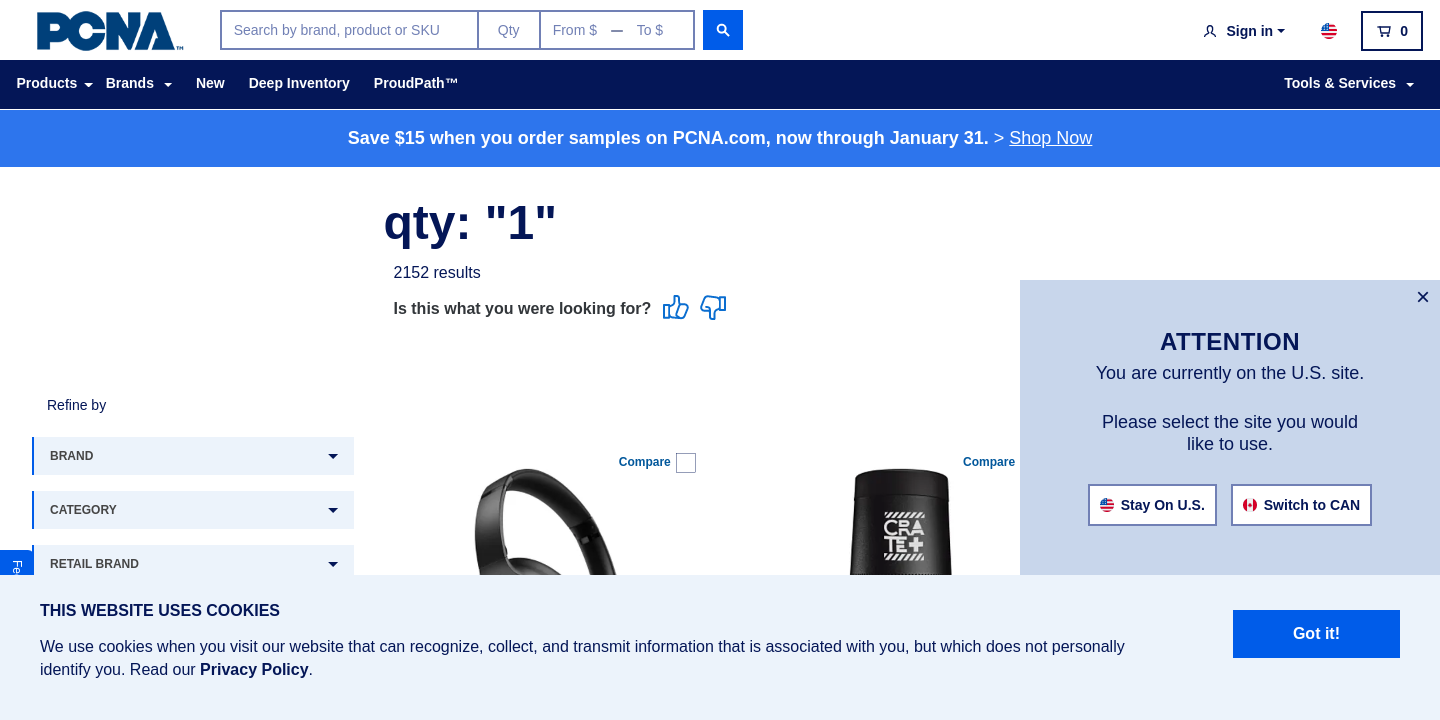 PCNA™
Search by brand, product or SKU
Qty
From $ — To $
Sign in
0
Products Brands New Deep Inventory ProudPath™ Tools & Services
Save $15 when you order samples on PCNA.com, now through January 31. > Shop Now
qty: "1"
2152 results
Is this what you were looking for?
×
ATTENTION
You are currently on the U.S. site.
Please select the site you would
like to use.
Stay On U.S. Switch to CAN
Refine by
BRAND
CATEGORY
RETAIL BRAND
Compare
Compare
THIS WEBSITE USES COOKIES
We use cookies when you visit our website that can recognize, collect, and transmit information that is associated with you, but which does not personally
identify you. Read our Privacy Policy.
Got it!